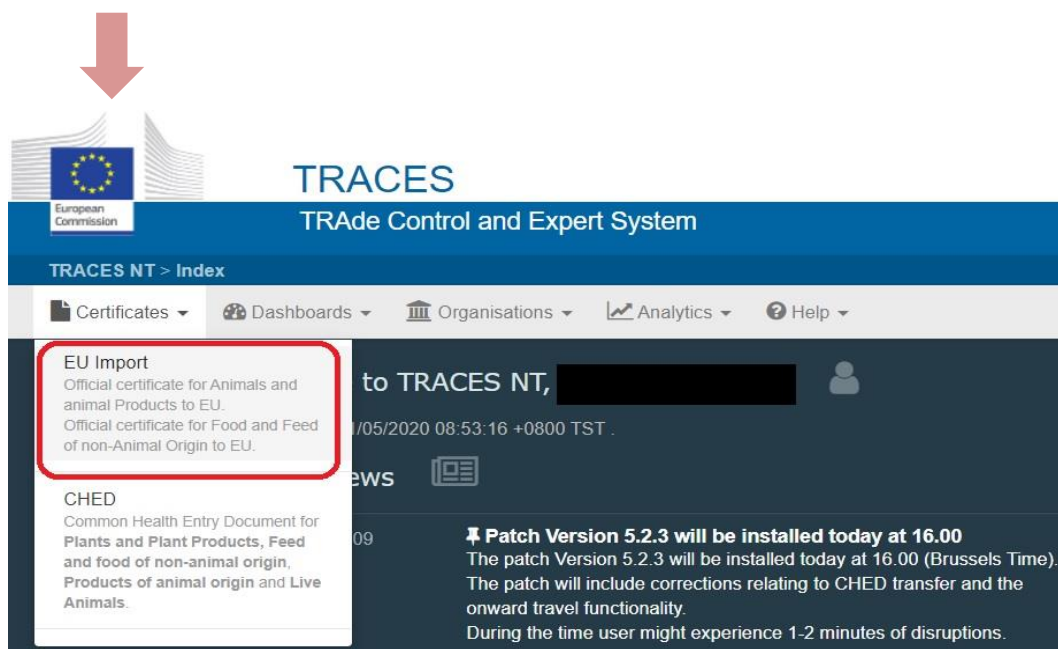 TRACES
European
Commission
TRAde Control and Expert System
TRACES NT > Index
Certificates
Dashboards
Organisations
Analytics
Help
EU Import
Official certificate for Animals and
animal Products to EU.
Official certificate for Food and Feed
of non-Animal Origin to EU.
CHED
Common Health Entry Document for
Plants and Plant Products, Feed
and food of non-animal origin,
Products of animal origin and Live
Animals.
to TRACES NT,
/05/2020 08:53:16 +0800 TST .
ews
09
Patch Version 5.2.3 will be installed today at 16.00
The patch Version 5.2.3 will be installed today at 16.00 (Brussels Time).
The patch will include corrections relating to CHED transfer and the
onward travel functionality.
During the time user might experience 1-2 minutes of disruptions.